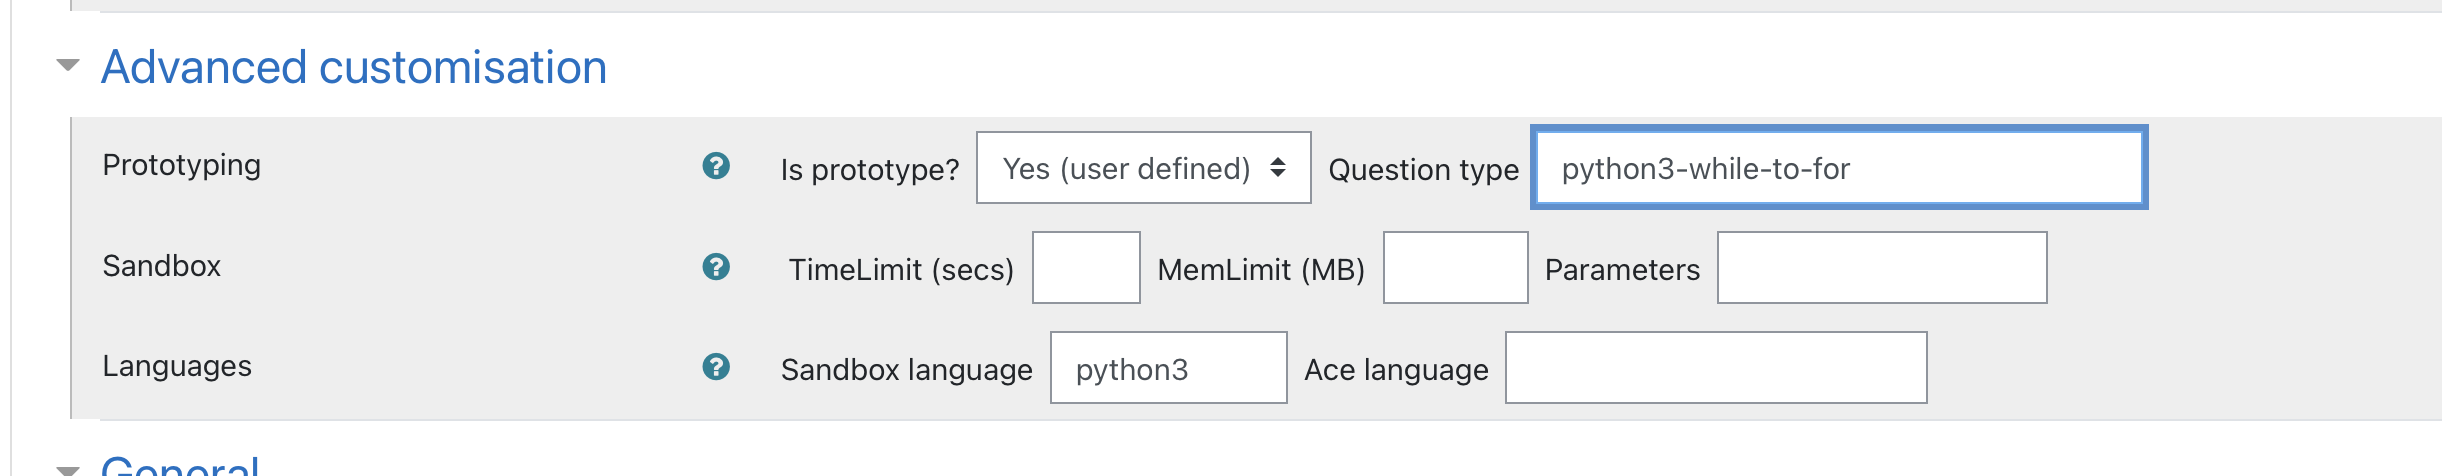 Advanced customisation
Prototyping ? Is prototype? Yes (user defined) Question type python3-while-to-for
Sandbox ? TimeLimit (secs) MemLimit (MB) Parameters
Languages ? Sandbox language python3 Ace language
General